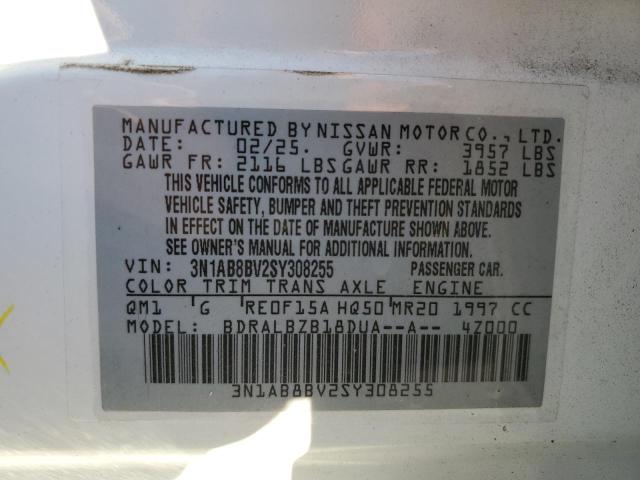 MANUFACTURED BY NISSAN MOTOR CO., LTD.
DATE: 02/25. GVWR: 3957 LBS
GAWR FR: 2116 LBS GAWR RR: 1852 LBS
THIS VEHICLE CONFORMS TO ALL APPLICABLE FEDERAL MOTOR
VEHICLE SAFETY, BUMPER AND THEFT PREVENTION STANDARDS
IN EFFECT ON THE DATE OF MANUFACTURE SHOWN ABOVE.
SEE OWNER'S MANUAL FOR ADDITIONAL INFORMATION.
VIN: 3N1AB8BV2SY308255 PASSENGER CAR.
COLOR TRIM TRANS AXLE ENGINE
QM1 G RE0F15A HQ50 MR20 1997 CC
MODEL: BDRALBZB18DUA--A-- 4Z000
3N1AB8BV2SY308255